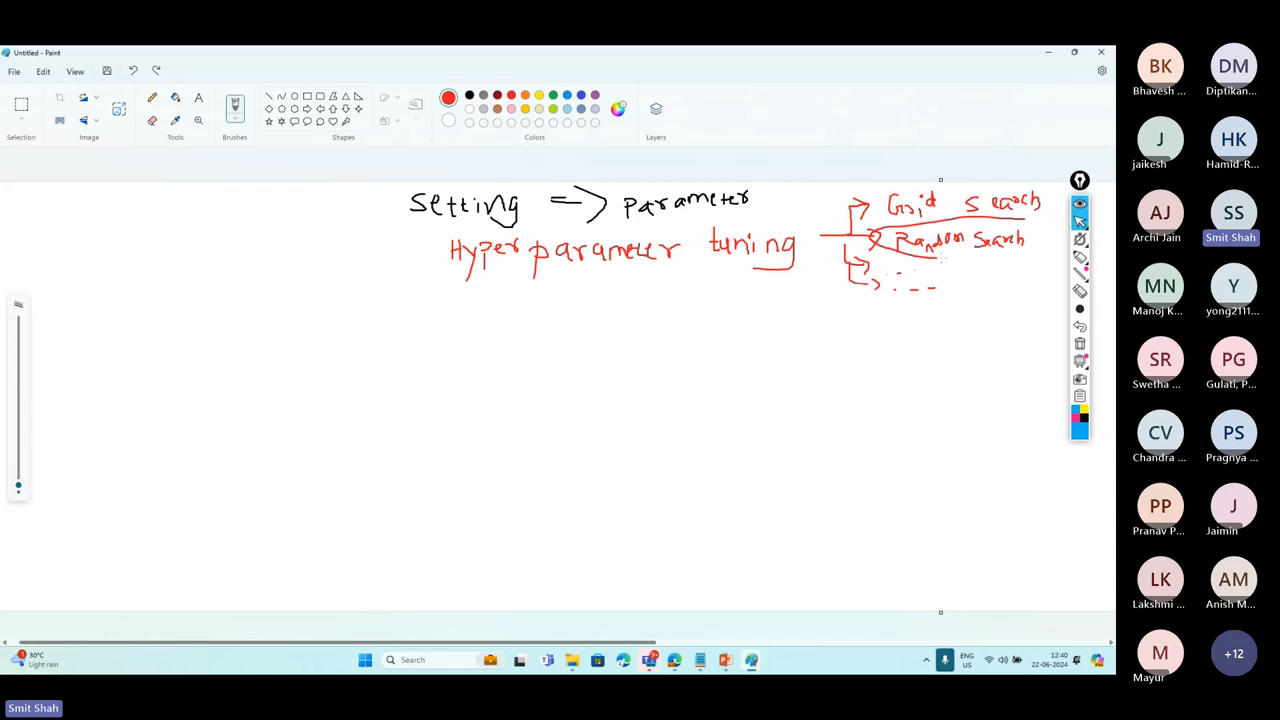 Untitled - Paint
File Edit View
Selection Image Tools Brushes Shapes Colors Layers
Setting => parameter
Hyperparameter tuning
Grid Search
Random Search
BK
Bhavesh ...
DM
Diptikan...
J
jaikesh
HK
Hamid-R...
AJ
Archi Jain
SS
Smit Shah
MN
Manoj K...
Y
yong2111...
SR
Swetha ...
PG
Gulati, P...
CV
Chandra ...
PS
Pragnya ...
PP
Pranav P...
J
Jaimin
LK
Lakshmi ...
AM
Anish M...
M
Mayur
+12
30°C
Light rain
Search
ENG
US
12:40
22-06-2024
Smit Shah